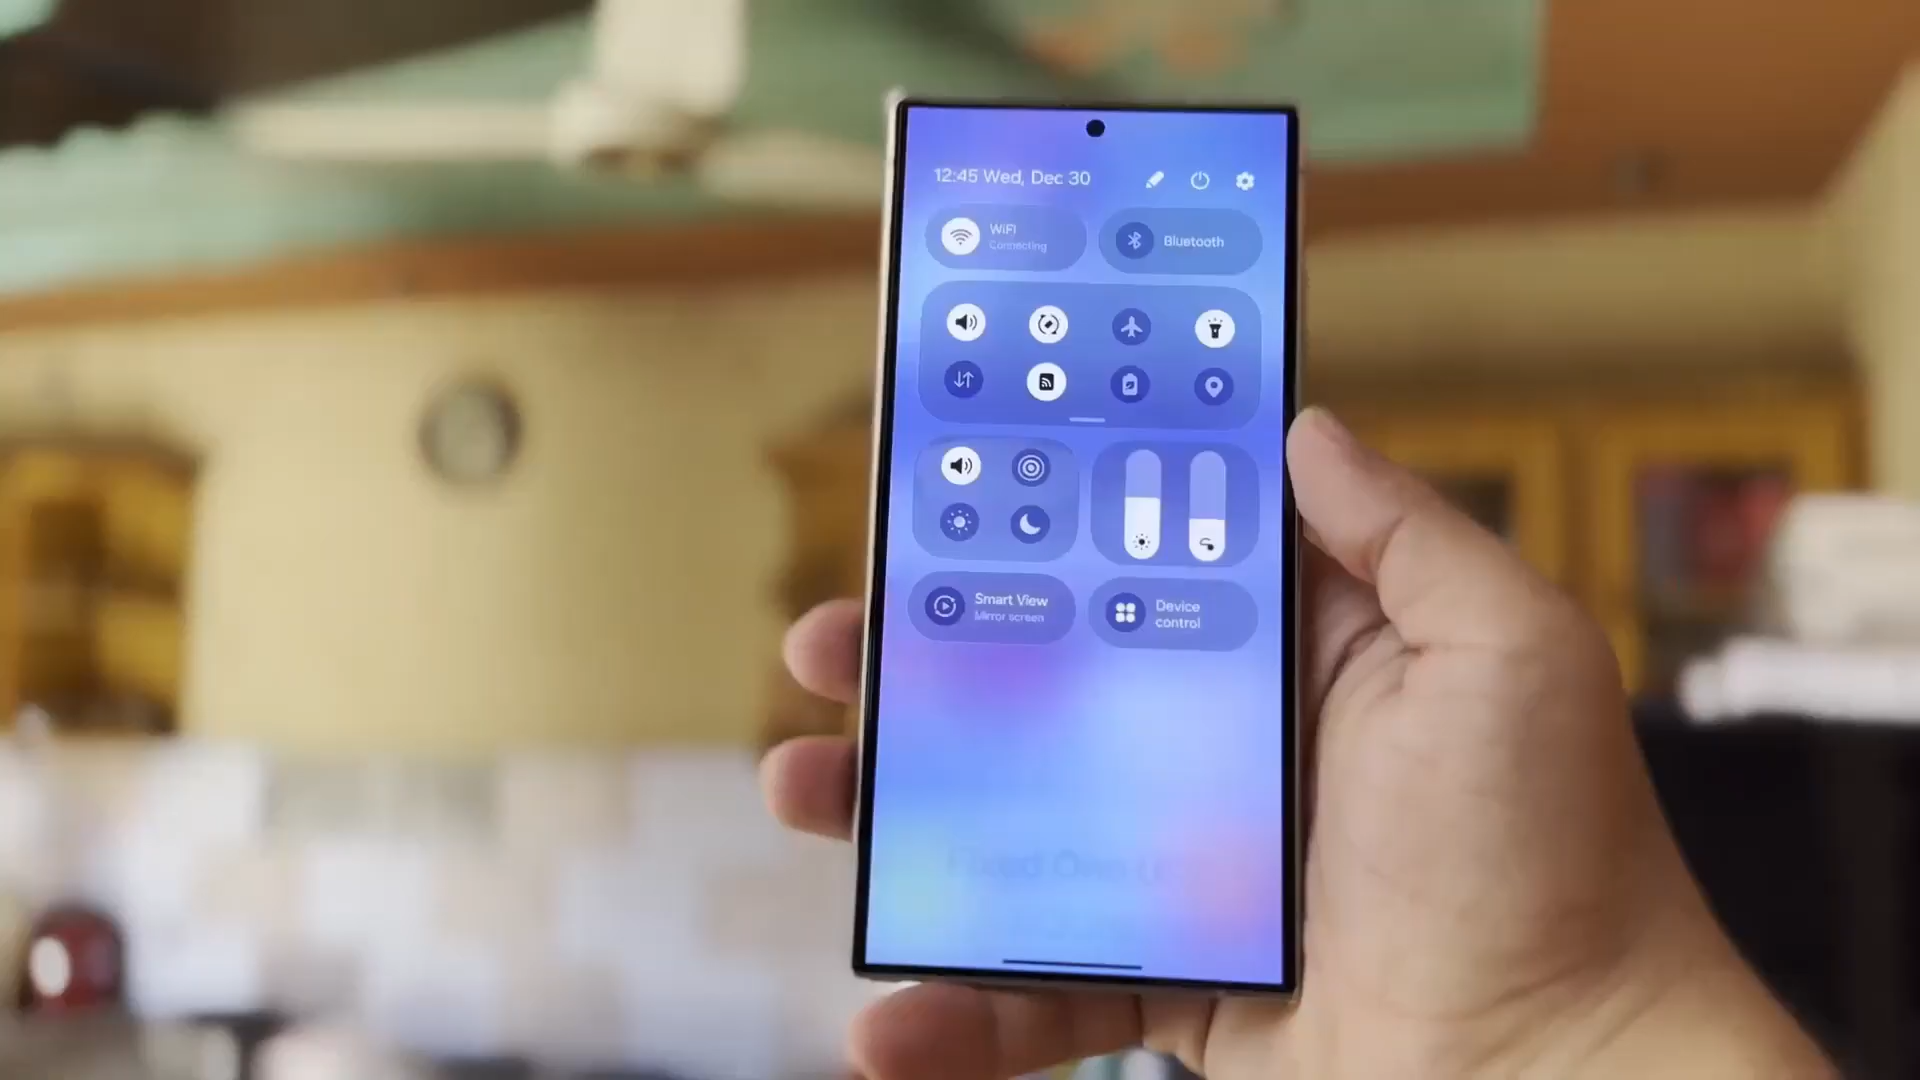 12:45 Wed, Dec 30
WiFi
Connecting
Bluetooth
Smart View
Mirror screen
Device
control